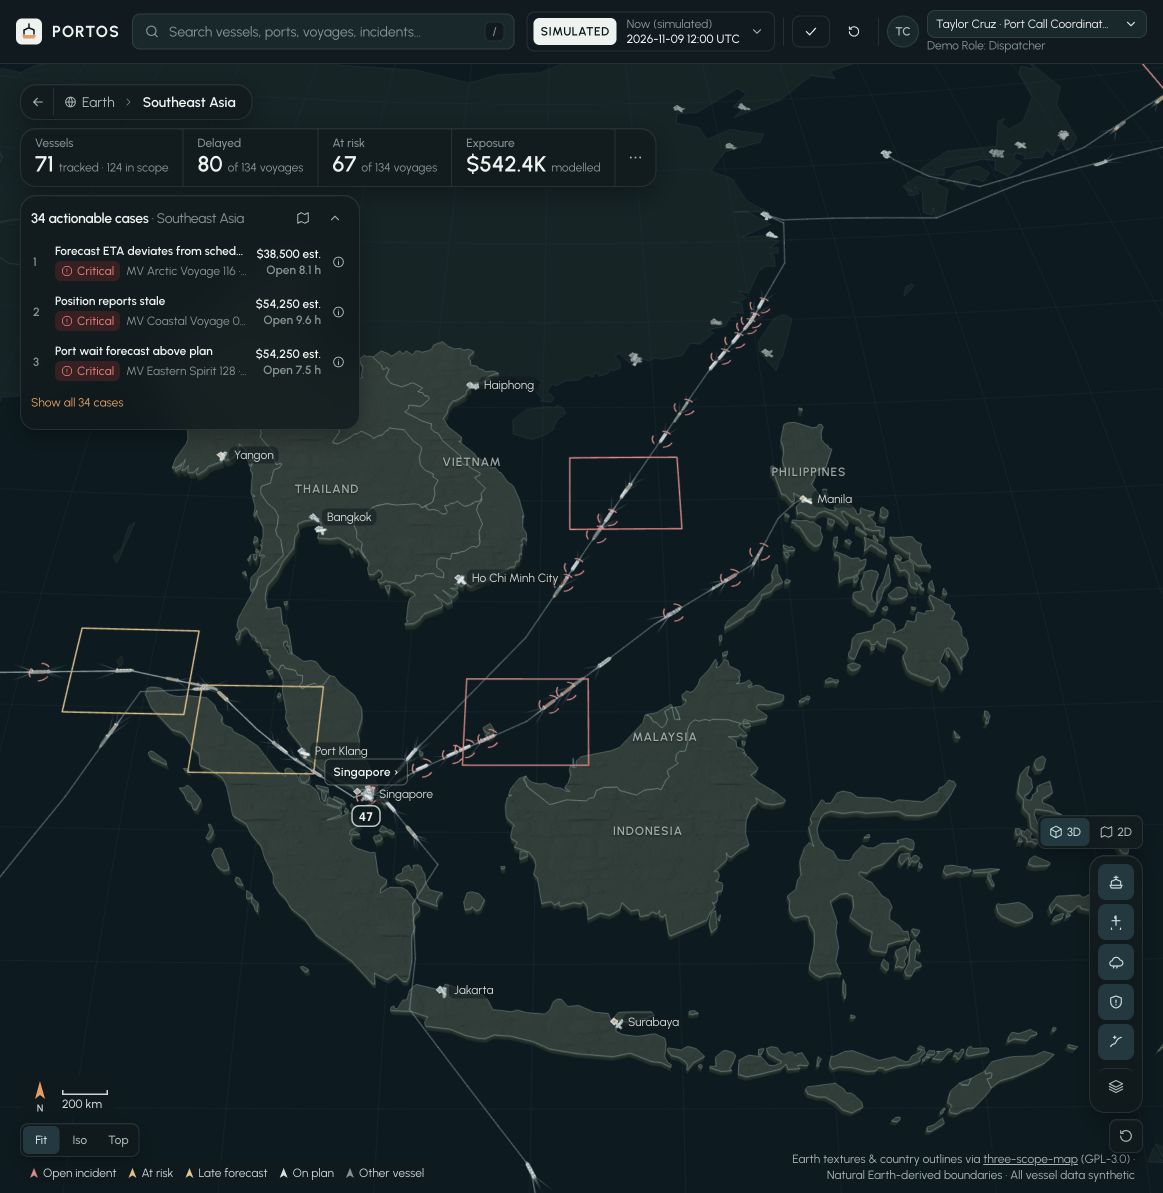 PORTOS
Search vessels, ports, voyages, incidents...
/
SIMULATED
Now (simulated)
2026-11-09 12:00 UTC
TC
Taylor Cruz · Port Call Coordinat...
Demo Role: Dispatcher
Earth
Southeast Asia
Vessels
71 tracked · 124 in scope
Delayed
80 of 134 voyages
At risk
67 of 134 voyages
Exposure
$542.4K modelled
34 actionable cases · Southeast Asia
1
Forecast ETA deviates from sched...
$38,500 est.
Critical
MV Arctic Voyage 116 ·...
Open 8.1 h
2
Position reports stale
$54,250 est.
Critical
MV Coastal Voyage 0...
Open 9.6 h
3
Port wait forecast above plan
$54,250 est.
Critical
MV Eastern Spirit 128 ·...
Open 7.5 h
Show all 34 cases
Haiphong
Yangon
VIETNAM
THAILAND
PHILIPPINES
Manila
Bangkok
Ho Chi Minh City
MALAYSIA
Port Klang
Singapore ›
Singapore
47
INDONESIA
3D
2D
Jakarta
Surabaya
N
200 km
Fit
Iso
Top
Open incident
At risk
Late forecast
On plan
Other vessel
Earth textures & country outlines via three-scope-map (GPL-3.0) ·
Natural Earth-derived boundaries · All vessel data synthetic